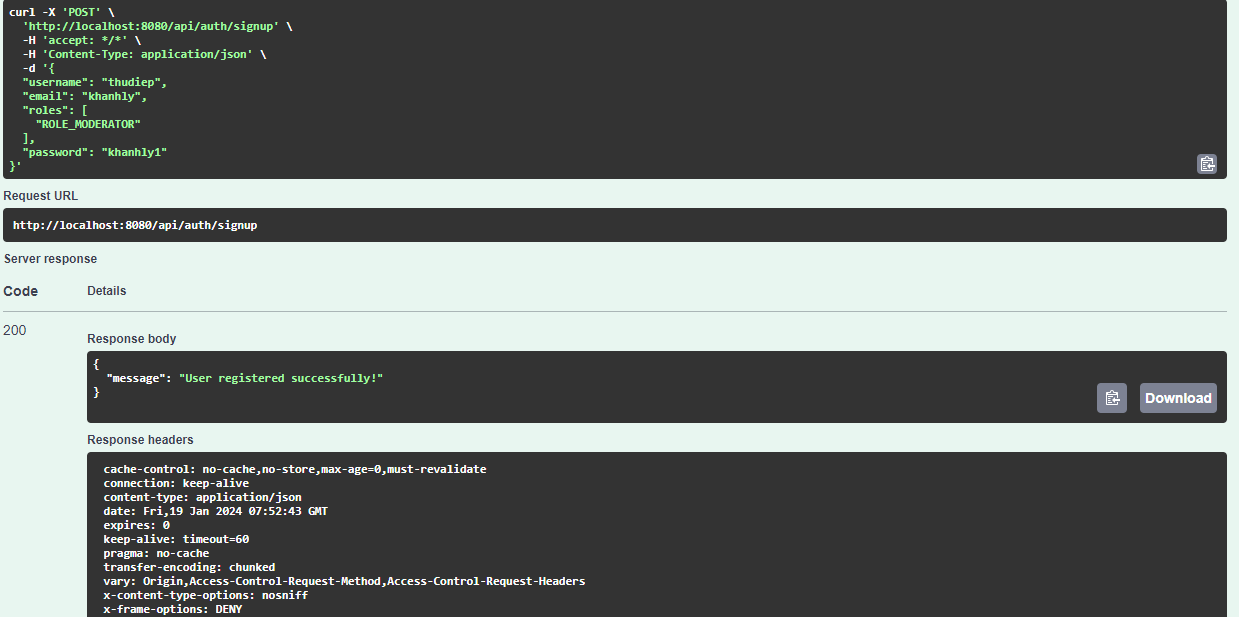 curl -X 'POST' \
  'http://localhost:8080/api/auth/signup' \
  -H 'accept: */*' \
  -H 'Content-Type: application/json' \
  -d '{
  "username": "thudiep",
  "email": "khanhly",
  "roles": [
    "ROLE_MODERATOR"
  ],
  "password": "khanhly1"
}'
Request URL
http://localhost:8080/api/auth/signup
Server response
Code Details
200
Response body
{
  "message": "User registered successfully!"
}
Download
Response headers
cache-control: no-cache,no-store,max-age=0,must-revalidate
connection: keep-alive
content-type: application/json
date: Fri,19 Jan 2024 07:52:43 GMT
expires: 0
keep-alive: timeout=60
pragma: no-cache
transfer-encoding: chunked
vary: Origin,Access-Control-Request-Method,Access-Control-Request-Headers
x-content-type-options: nosniff
x-frame-options: DENY